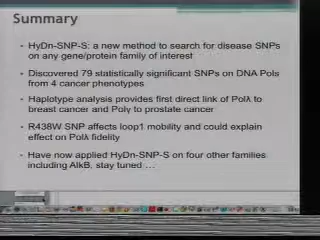 Summary
• HyDn-SNP-S: a new method to search for disease SNPs
on any gene/protein family of interest
• Discovered 79 statistically significant SNPs on DNA Pols
from 4 cancer phenotypes
• Haplotype analysis provides first direct link of Polλ to
breast cancer and Polγ to prostate cancer
• R438W SNP affects loop1 mobility and could explain
effect on Polλ fidelity
• Have now applied HyDn-SNP-S on four other families
including AlkB, stay tuned …